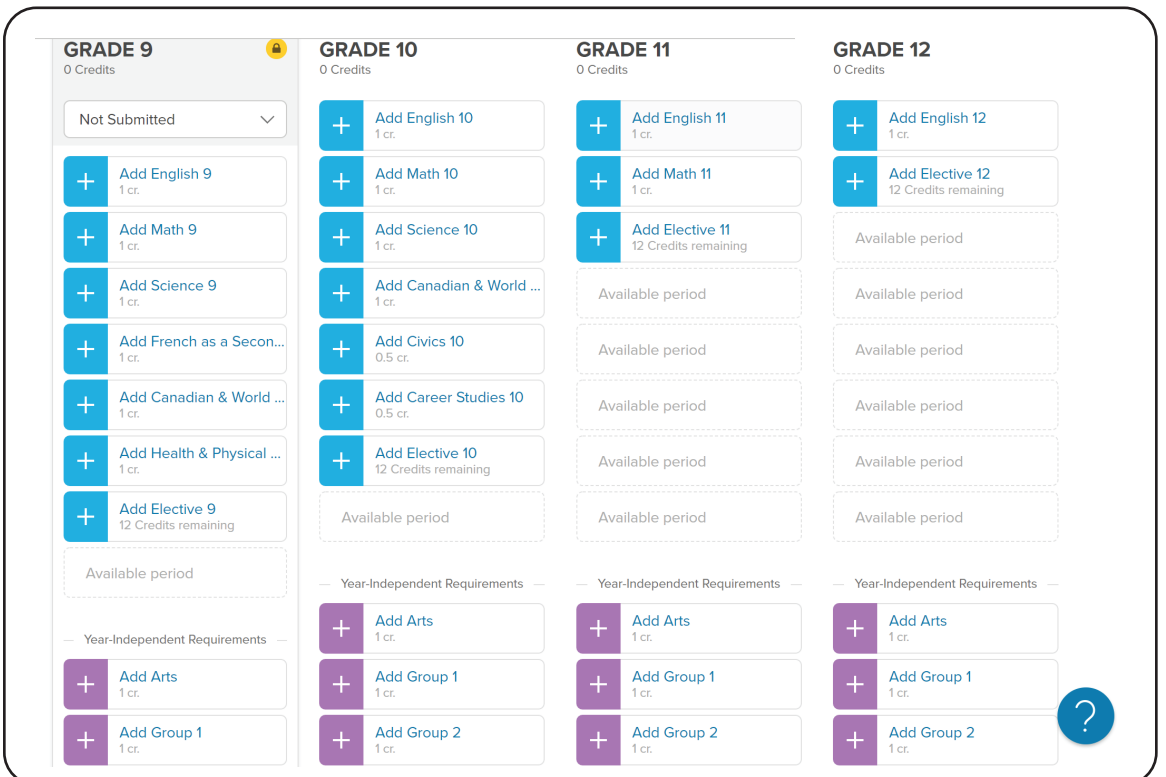 GRADE 9
0 Credits
Not Submitted
Add English 9
1 cr.
Add Math 9
1 cr.
Add Science 9
1 cr.
Add French as a Secon...
1 cr.
Add Canadian & World ...
1 cr.
Add Health & Physical ...
1 cr.
Add Elective 9
12 Credits remaining
Available period
Year-Independent Requirements
Add Arts
1 cr.
Add Group 1
1 cr.
GRADE 10
0 Credits
Add English 10
1 cr.
Add Math 10
1 cr.
Add Science 10
1 cr.
Add Canadian & World ...
1 cr.
Add Civics 10
0.5 cr.
Add Career Studies 10
0.5 cr.
Add Elective 10
12 Credits remaining
Available period
Year-Independent Requirements
Add Arts
1 cr.
Add Group 1
1 cr.
Add Group 2
1 cr.
GRADE 11
0 Credits
Add English 11
1 cr.
Add Math 11
1 cr.
Add Elective 11
12 Credits remaining
Available period
Available period
Available period
Available period
Available period
Year-Independent Requirements
Add Arts
1 cr.
Add Group 1
1 cr.
Add Group 2
1 cr.
GRADE 12
0 Credits
Add English 12
1 cr.
Add Elective 12
12 Credits remaining
Available period
Available period
Available period
Available period
Available period
Available period
Year-Independent Requirements
Add Arts
1 cr.
Add Group 1
1 cr.
Add Group 2
1 cr.
?